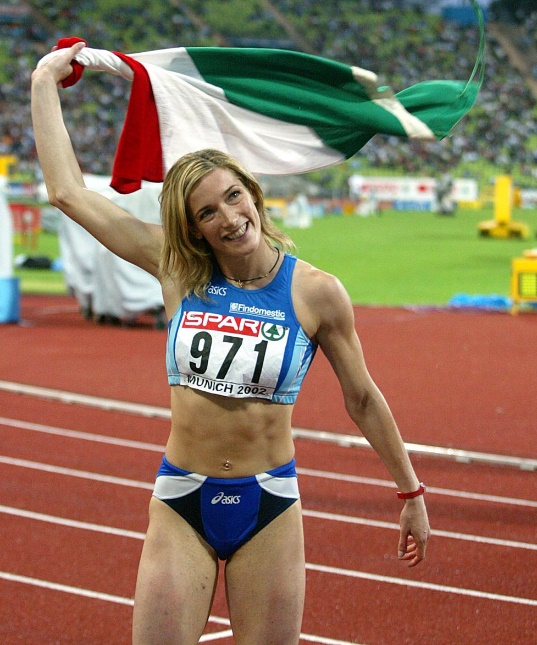 asics
Findomestic
SPAR
971
MUNICH 2002
asics